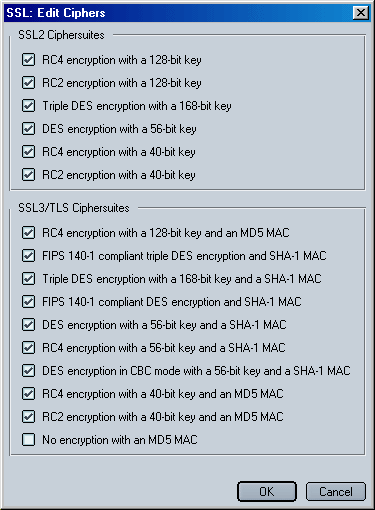 SSL: Edit Ciphers
SSL2 Ciphersuites
RC4 encryption with a 128-bit key
RC2 encryption with a 128-bit key
Triple DES encryption with a 168-bit key
DES encryption with a 56-bit key
RC4 encryption with a 40-bit key
RC2 encryption with a 40-bit key
SSL3/TLS Ciphersuites
RC4 encryption with a 128-bit key and an MD5 MAC
FIPS 140-1 compliant triple DES encryption and SHA-1 MAC
Triple DES encryption with a 168-bit key and a SHA-1 MAC
FIPS 140-1 compliant DES encryption and SHA-1 MAC
DES encryption with a 56-bit key and a SHA-1 MAC
RC4 encryption with a 56-bit key and a SHA-1 MAC
DES encryption in CBC mode with a 56-bit key and a SHA-1 MAC
RC4 encryption with a 40-bit key and an MD5 MAC
RC2 encryption with a 40-bit key and an MD5 MAC
No encryption with an MD5 MAC
OK Cancel